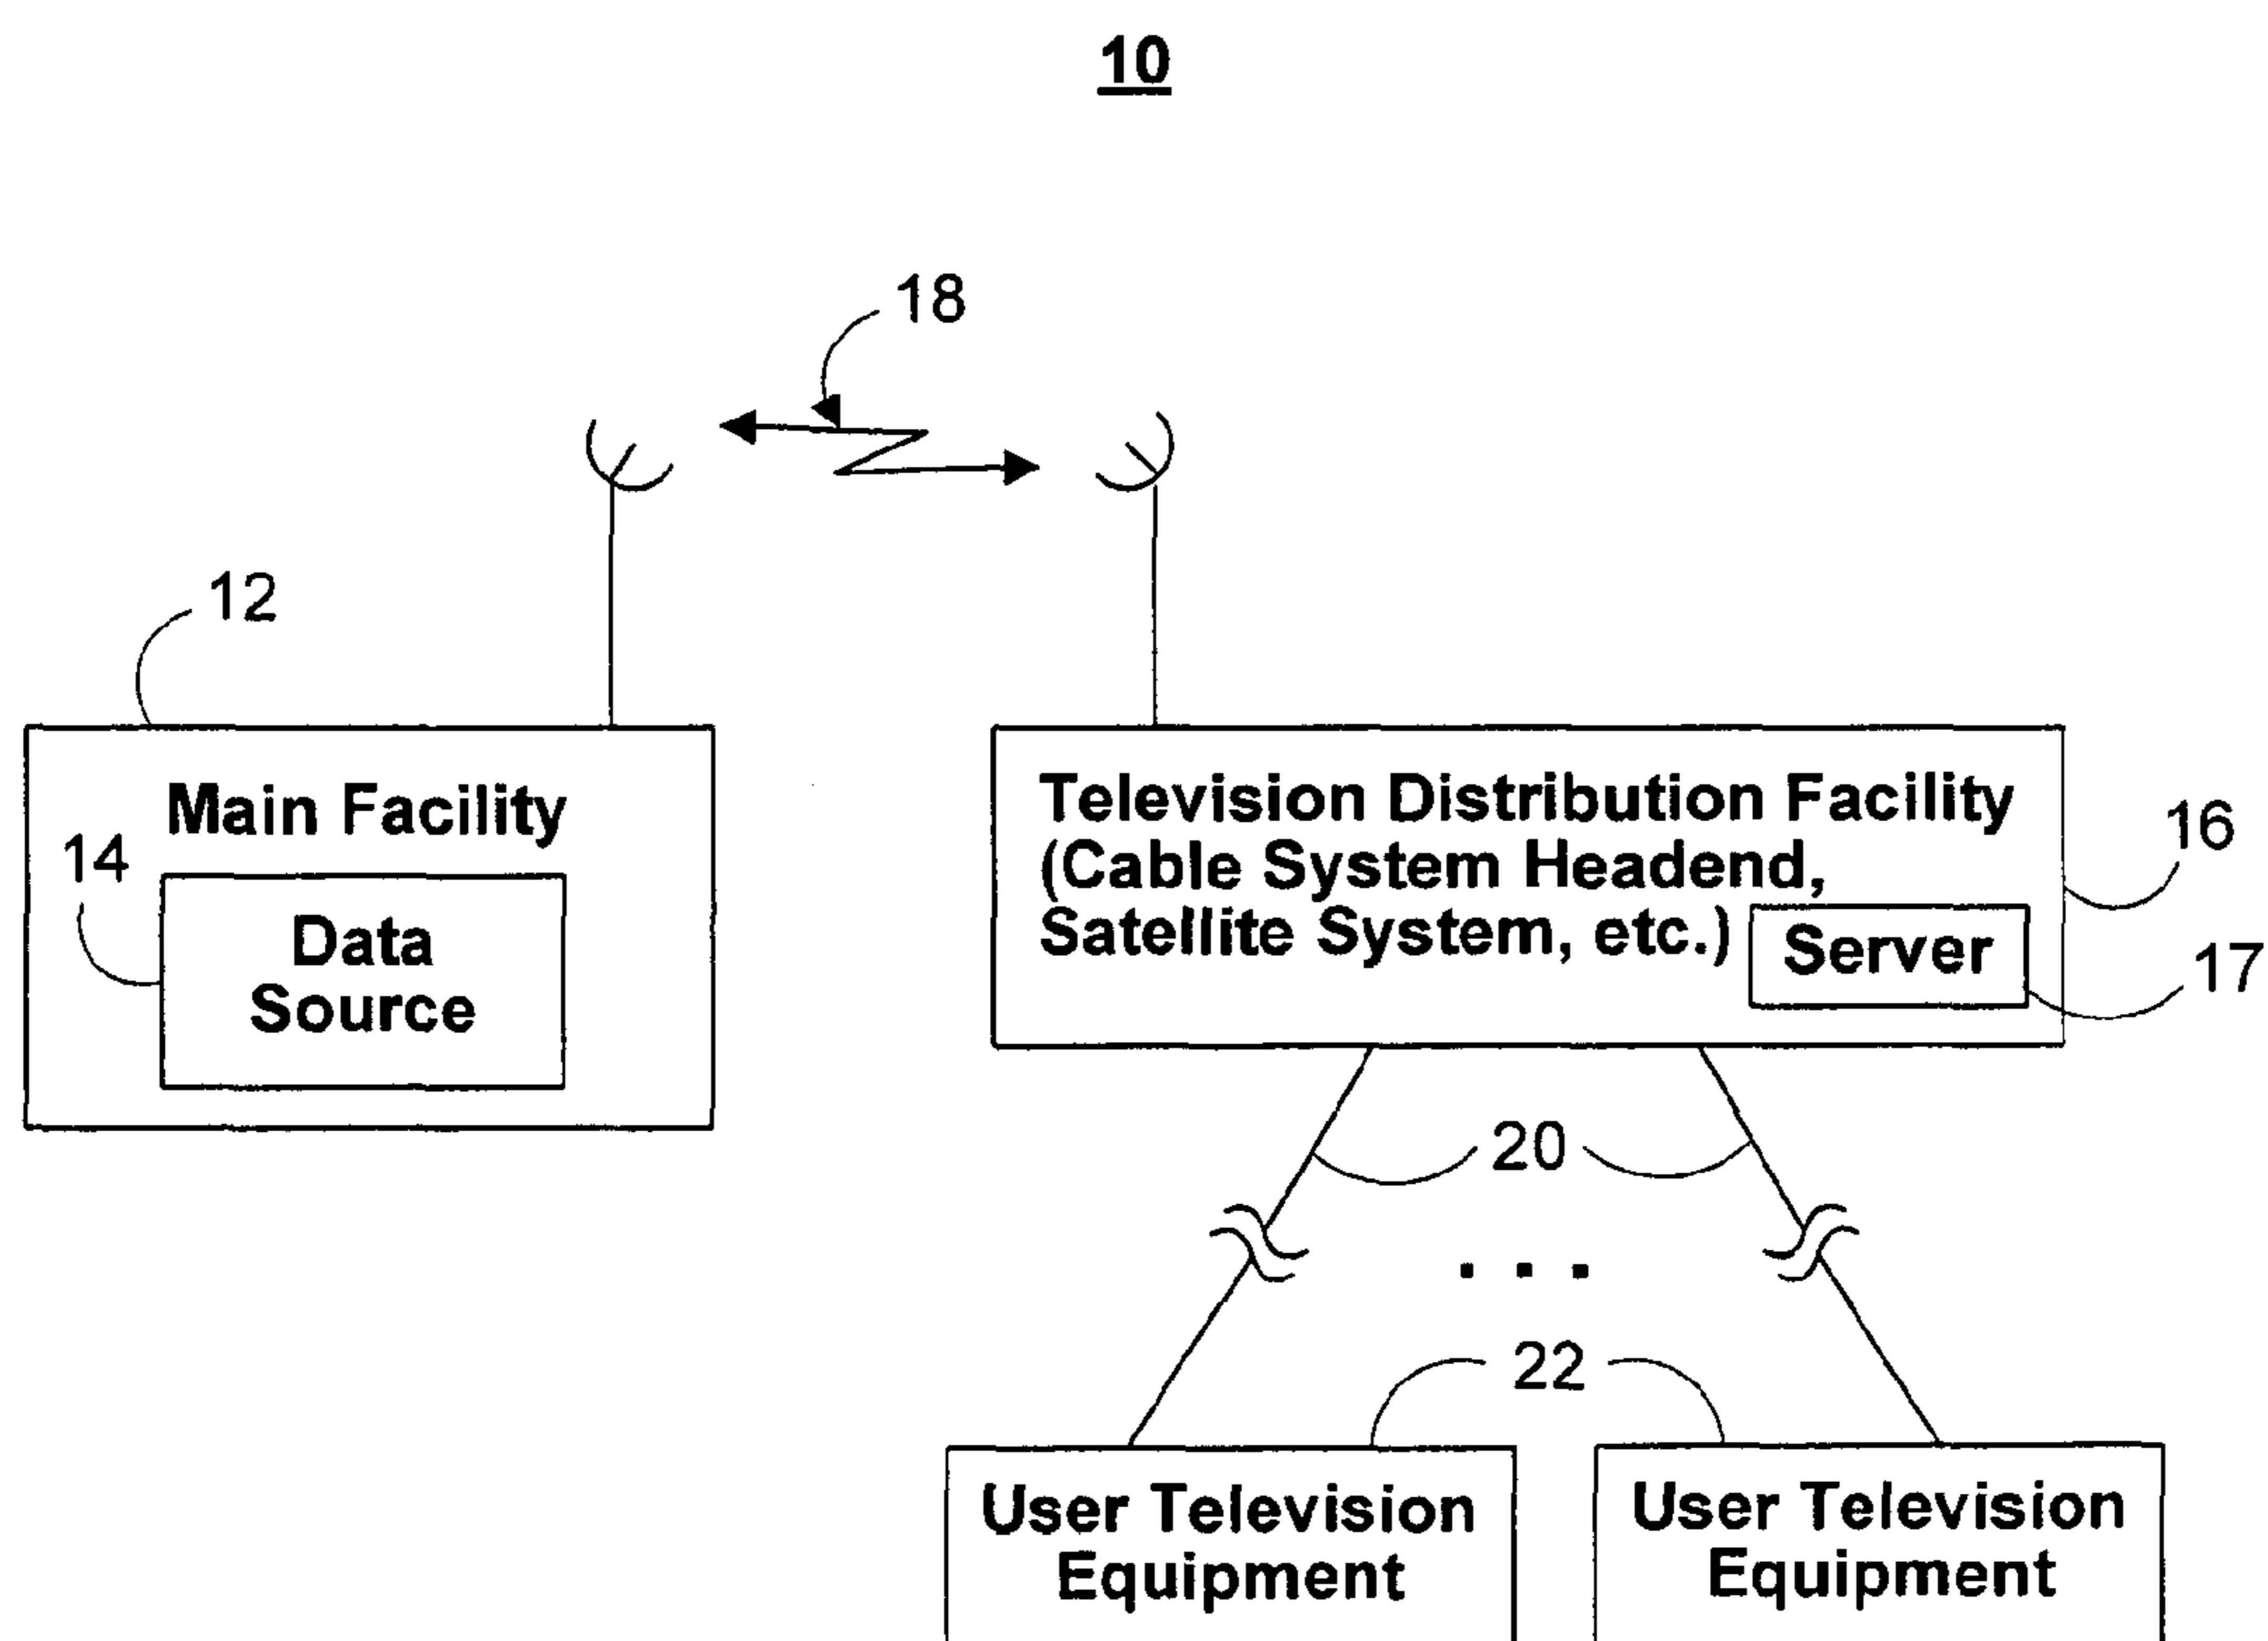 10
18
12
Main Facility
14
Data
Source
Television Distribution Facility
(Cable System Headend,
Satellite System, etc.)
Server
16
17
20
. . .
22
User Television
Equipment
User Television
Equipment